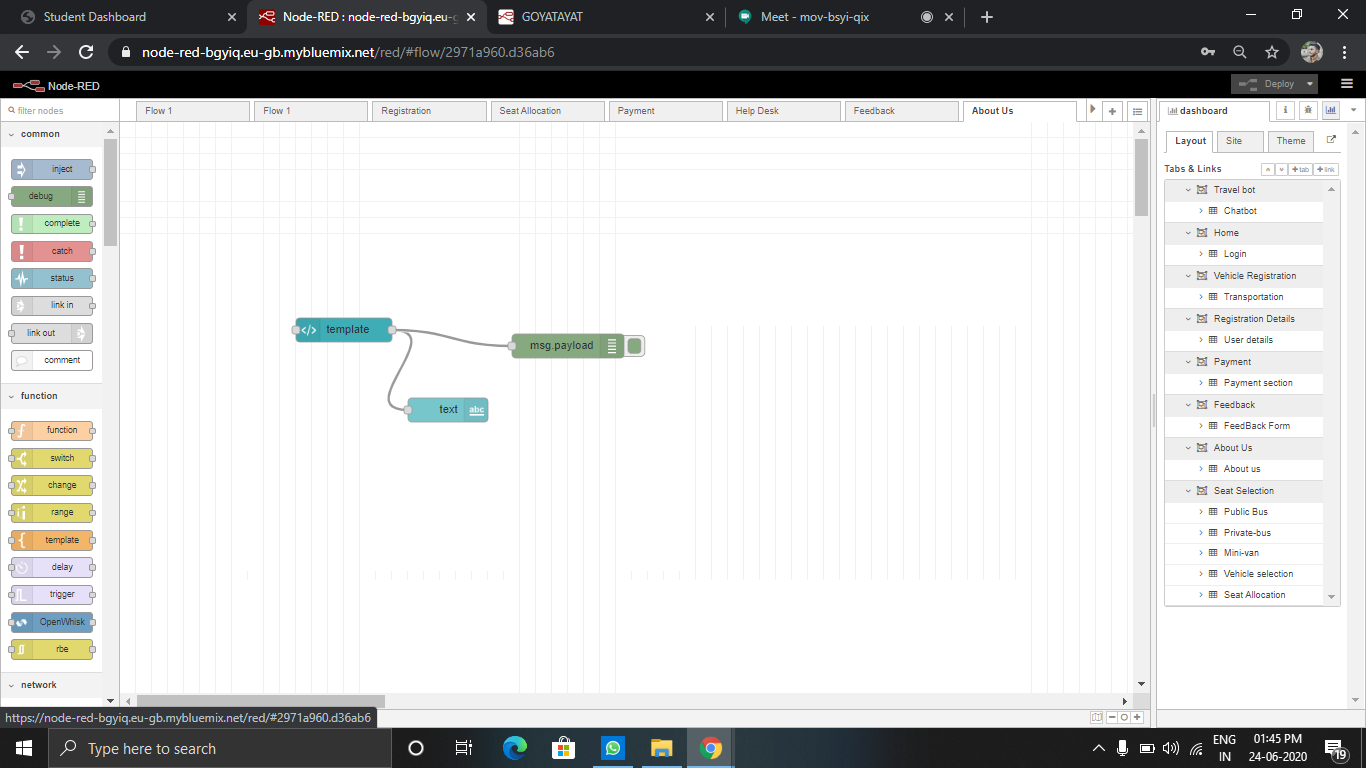 Student Dashboard
Node-RED : node-red-bgyiq.eu-g
GOYATAYAT
Meet - mov-bsyi-qix
node-red-bgyiq.eu-gb.mybluemix.net/red/#flow/2971a960.d36ab6
Node-RED
Deploy
filter nodes
Flow 1
Flow 1
Registration
Seat Allocation
Payment
Help Desk
Feedback
About Us
dashboard
common
inject
debug
complete
catch
status
link in
link out
comment
function
function
switch
change
range
template
delay
trigger
OpenWhisk
rbe
network
template
msg.payload
text
abc
Layout
Site
Theme
Tabs & Links
+tab
+link
Travel bot
Chatbot
Home
Login
Vehicle Registration
Transportation
Registration Details
User details
Payment
Payment section
Feedback
FeedBack Form
About Us
About us
Seat Selection
Public Bus
Private-bus
Mini-van
Vehicle selection
Seat Allocation
https://node-red-bgyiq.eu-gb.mybluemix.net/red/#2971a960.d36ab6
Type here to search
ENG
IN
01:45 PM
24-06-2020
19